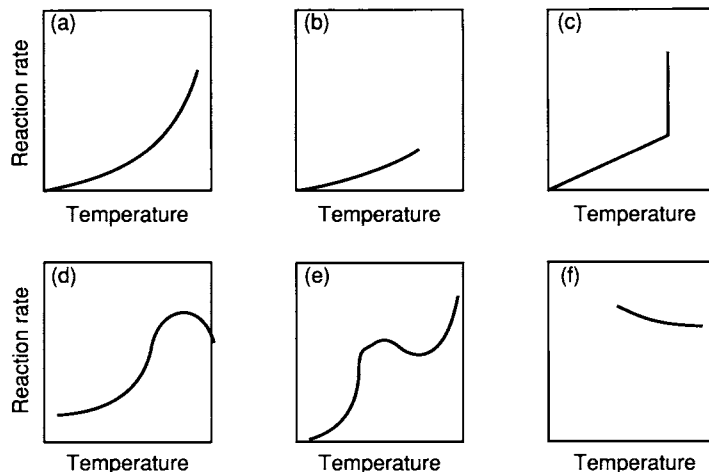 (a)
(b)
(c)
Reaction rate
Temperature
Temperature
Temperature
(d)
(e)
(f)
Reaction rate
Temperature
Temperature
Temperature